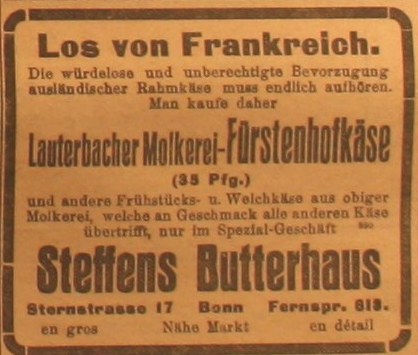 Los von Frankreich.
Die würdelose und unberechtigte Bevorzugung
ausländischer Rahmkäse muss endlich aufhören.
Man kaufe daher
Lauterbacher Molkerei-Fürstenhofkäse
(35 Pfg.)
und andere Frühstücks- u. Weichkäse aus obiger
Molkerei, welche an Geschmack alle anderen Käse
übertrifft, nur im Spezial-Geschäft
Steffens Butterhaus
Sternstrasse 17 Bonn Fernspr. 613.
en gros Nähe Markt en détail